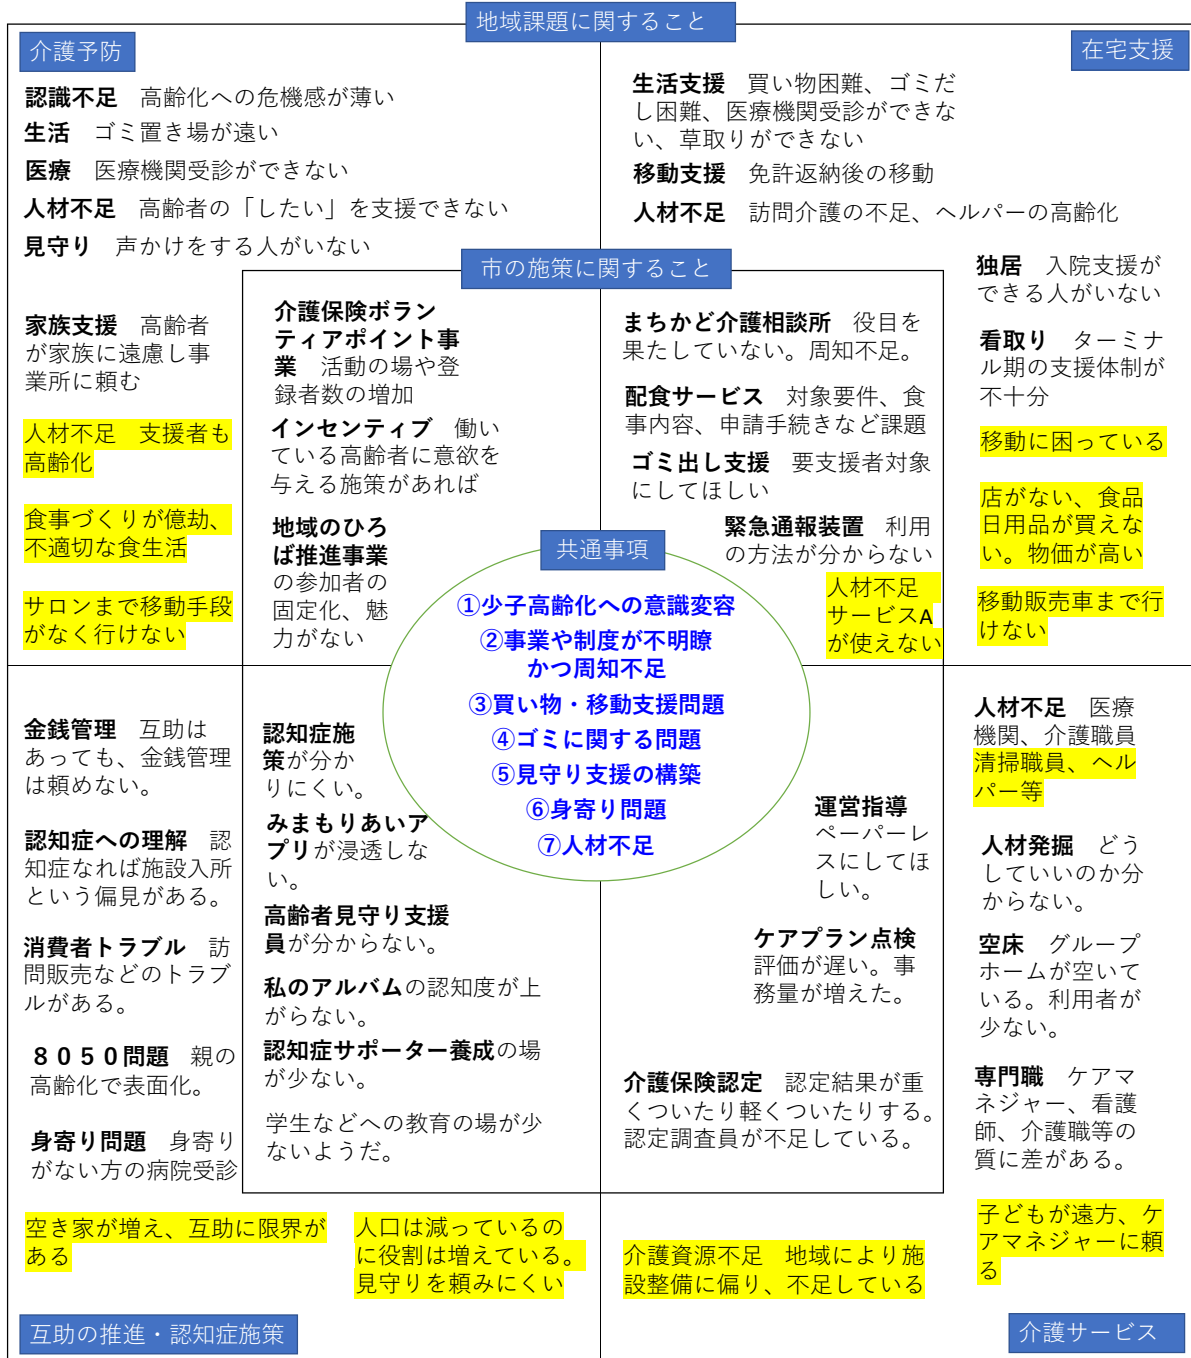 地域課題に関すること
介護予防
認識不足　高齢化への危機感が薄い
生活　ゴミ置き場が遠い
医療　医療機関受診ができない
人材不足　高齢者の「したい」を支援できない
見守り　声かけをする人がいない
家族支援　高齢者
が家族に遠慮し事
業所に頼む
人材不足　支援者も
高齢化
食事づくりが億劫、
不適切な食生活
サロンまで移動手段
がなく行けない
在宅支援
生活支援　買い物困難、ゴミだ
し困難、医療機関受診ができな
い、草取りができない
移動支援　免許返納後の移動
人材不足　訪問介護の不足、ヘルパーの高齢化
独居　入院支援が
できる人がいない
看取り　ターミナ
ル期の支援体制が
不十分
移動に困っている
店がない、食品
日用品が買えな
い。物価が高い
移動販売車まで行
けない
市の施策に関すること
介護保険ボラン
ティアポイント事
業　活動の場や登
録者数の増加
インセンティブ　働い
ている高齢者に意欲を
与える施策があれば
地域のひろ
ば推進事業
の参加者の
固定化、魅
力がない
まちかど介護相談所　役目を
果たしていない。周知不足。
配食サービス　対象要件、食
事内容、申請手続きなど課題
ゴミ出し支援　要支援者対象
にしてほしい
緊急通報装置　利用
の方法が分からない
人材不足
サービスA
が使えない
共通事項
①少子高齢化への意識変容
②事業や制度が不明瞭
かつ周知不足
③買い物・移動支援問題
④ゴミに関する問題
⑤見守り支援の構築
⑥身寄り問題
⑦人材不足
金銭管理　互助は
あっても、金銭管理
は頼めない。
認知症への理解　認
知症なれば施設入所
という偏見がある。
消費者トラブル　訪
問販売などのトラブ
ルがある。
８０５０問題　親の
高齢化で表面化。
身寄り問題　身寄り
がない方の病院受診
空き家が増え、互助に限界が
ある
人口は減っているの
に役割は増えている。
見守りを頼みにくい
互助の推進・認知症施策
認知症施
策が分か
りにくい。
みまもりあいア
プリが浸透しな
い。
高齢者見守り支援
員が分からない。
私のアルバムの認知度が上
がらない。
認知症サポーター養成の場
が少ない。
学生などへの教育の場が少
ないようだ。
運営指導
ペーパーレ
スにしてほ
しい。
ケアプラン点検
評価が遅い。事
務量が増えた。
介護保険認定　認定結果が重
くついたり軽くついたりする。
認定調査員が不足している。
人材不足　医療
機関、介護職員
清掃職員、ヘル
パー等
人材発掘　どう
していいのか分
からない。
空床　グループ
ホームが空いて
いる。利用者が
少ない。
専門職　ケアマ
ネジャー、看護
師、介護職等の
質に差がある。
子どもが遠方、ケ
アマネジャーに頼
る
介護資源不足　地域により施
設整備に偏り、不足している
介護サービス